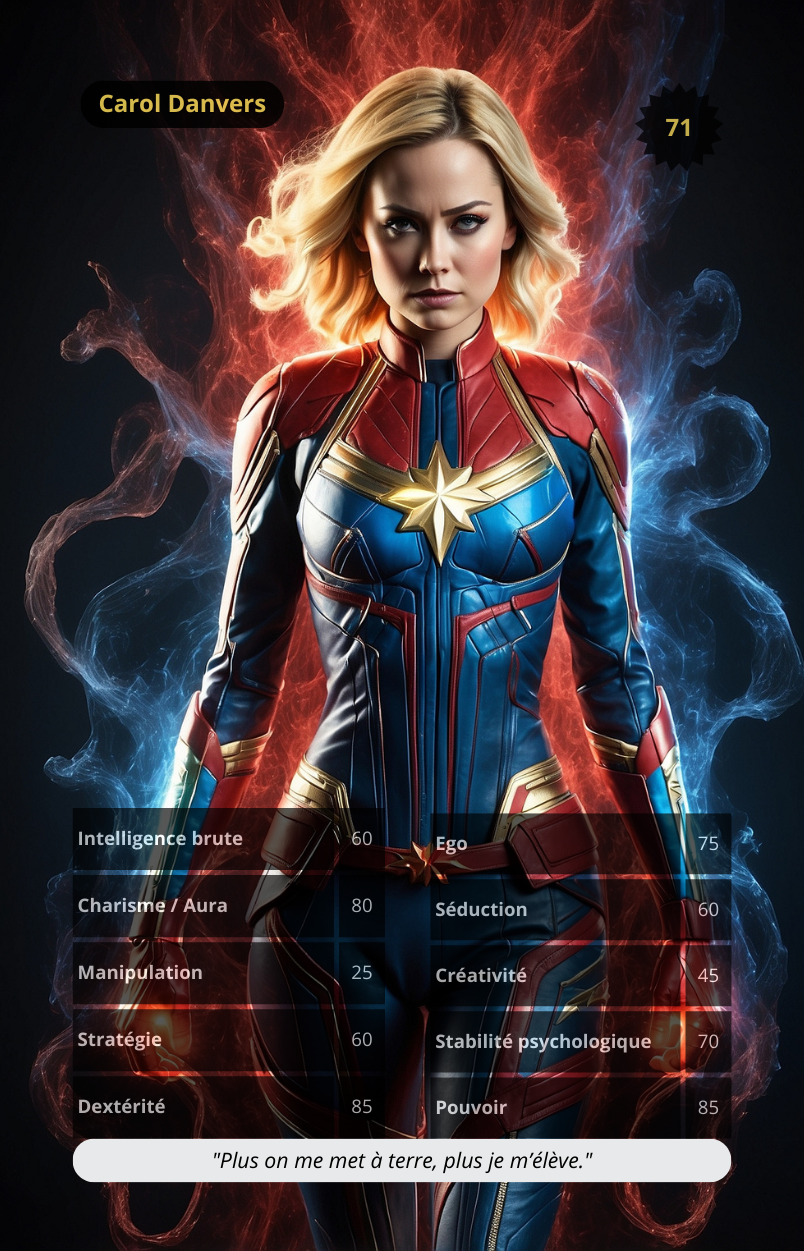 Carol Danvers
71
Intelligence brute 60
Charisme / Aura 80
Manipulation 25
Stratégie 60
Dextérité 85
Ego 75
Séduction 60
Créativité 45
Stabilité psychologique 70
Pouvoir 85
"Plus on me met à terre, plus je m’élève."